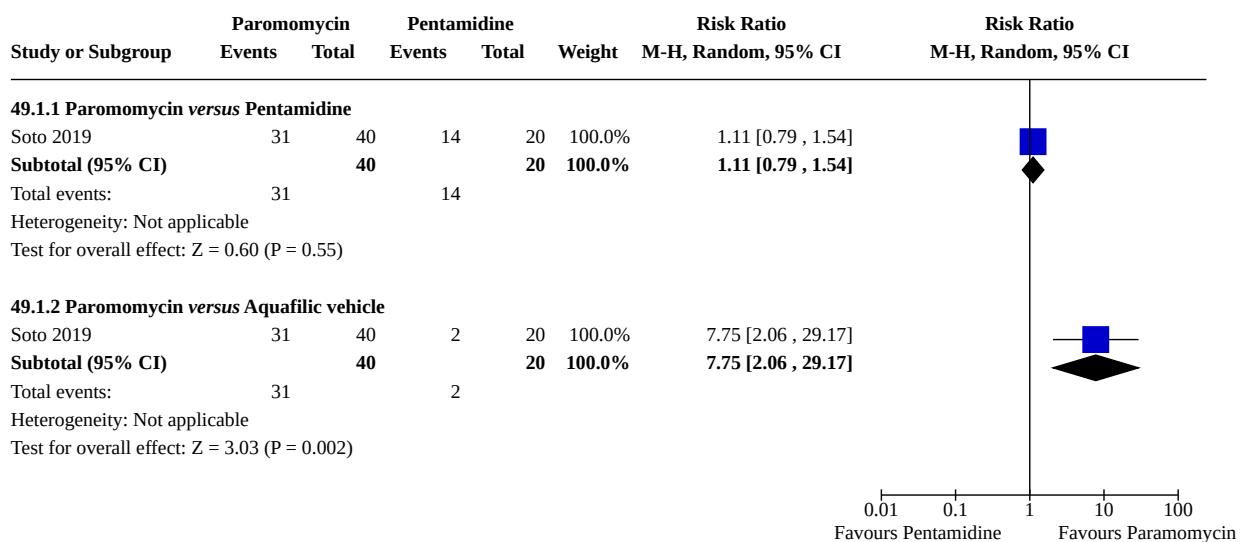 Paromomycin Pentamidine Risk Ratio Risk Ratio
Study or Subgroup Events Total Events Total Weight M-H, Random, 95% CI M-H, Random, 95% CI
49.1.1 Paromomycin versus Pentamidine
Soto 2019 31 40 14 20 100.0% 1.11 [0.79 , 1.54]
Subtotal (95% CI) 40 20 100.0% 1.11 [0.79 , 1.54]
Total events: 31 14
Heterogeneity: Not applicable
Test for overall effect: Z = 0.60 (P = 0.55)
49.1.2 Paromomycin versus Aquafilic vehicle
Soto 2019 31 40 2 20 100.0% 7.75 [2.06 , 29.17]
Subtotal (95% CI) 40 20 100.0% 7.75 [2.06 , 29.17]
Total events: 31 2
Heterogeneity: Not applicable
Test for overall effect: Z = 3.03 (P = 0.002)
0.01 0.1 1 10 100
Favours Pentamidine Favours Paramomycin